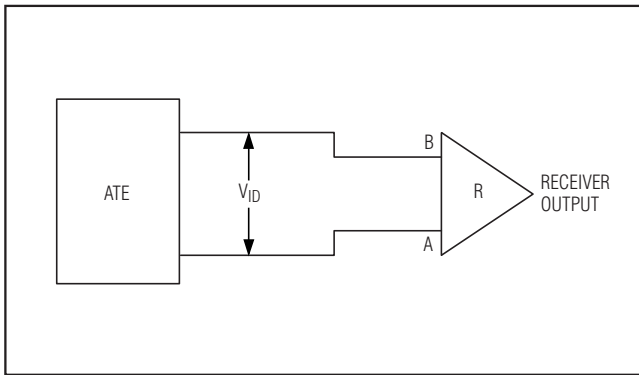 ATE
V_ID
B
A
R
RECEIVER
OUTPUT